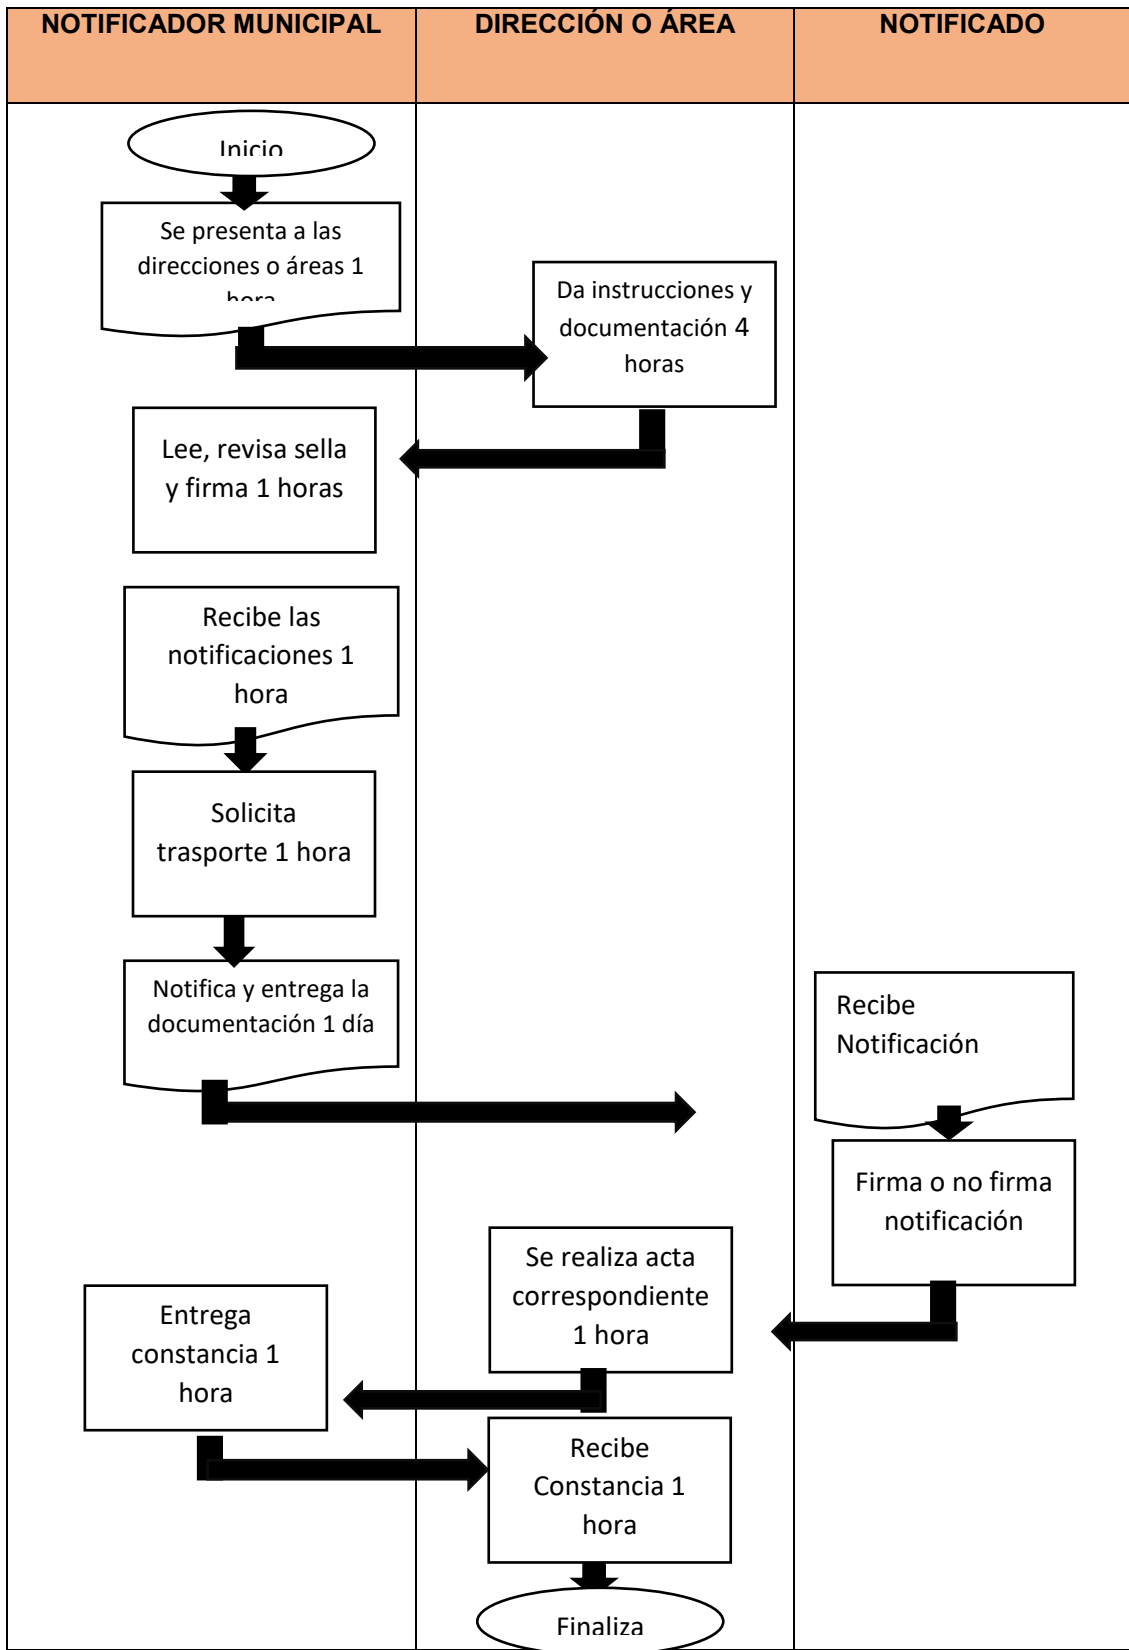 NOTIFICADOR MUNICIPAL
DIRECCIÓN O ÁREA
NOTIFICADO
Inicio
Se presenta a las
direcciones o áreas 1
hora
Da instrucciones y
documentación 4
horas
Lee, revisa sella
y firma 1 horas
Recibe las
notificaciones 1
hora
Solicita
trasporte 1 hora
Notifica y entrega la
documentación 1 día
Recibe
Notificación
Firma o no firma
notificación
Se realiza acta
correspondiente
1 hora
Entrega
constancia 1
hora
Recibe
Constancia 1
hora
Finaliza